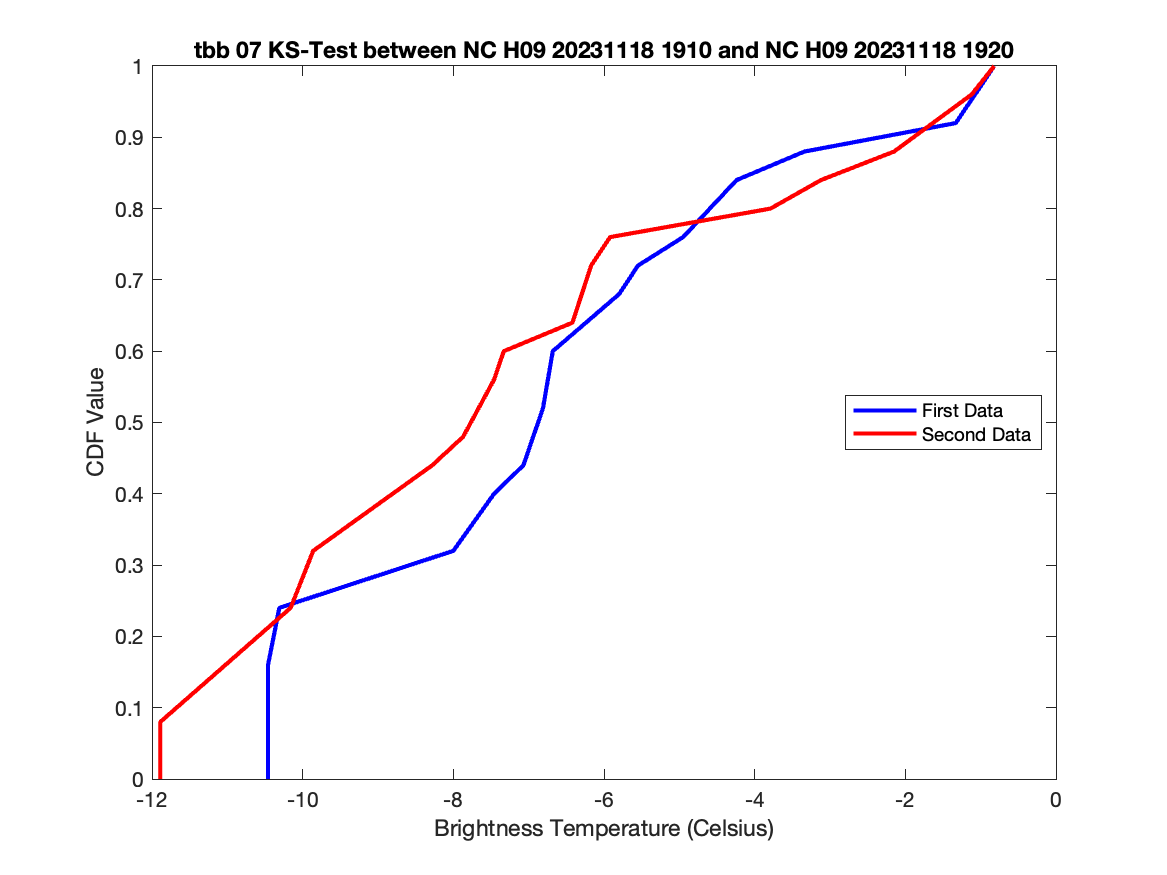 tbb 07 KS-Test between NC H09 20231118 1910 and NC H09 20231118 1920
1
0.9
0.8
0.7
0.6
0.5
0.4
0.3
0.2
0.1
0
CDF Value
First Data
Second Data
-12 -10 -8 -6 -4 -2 0
Brightness Temperature (Celsius)